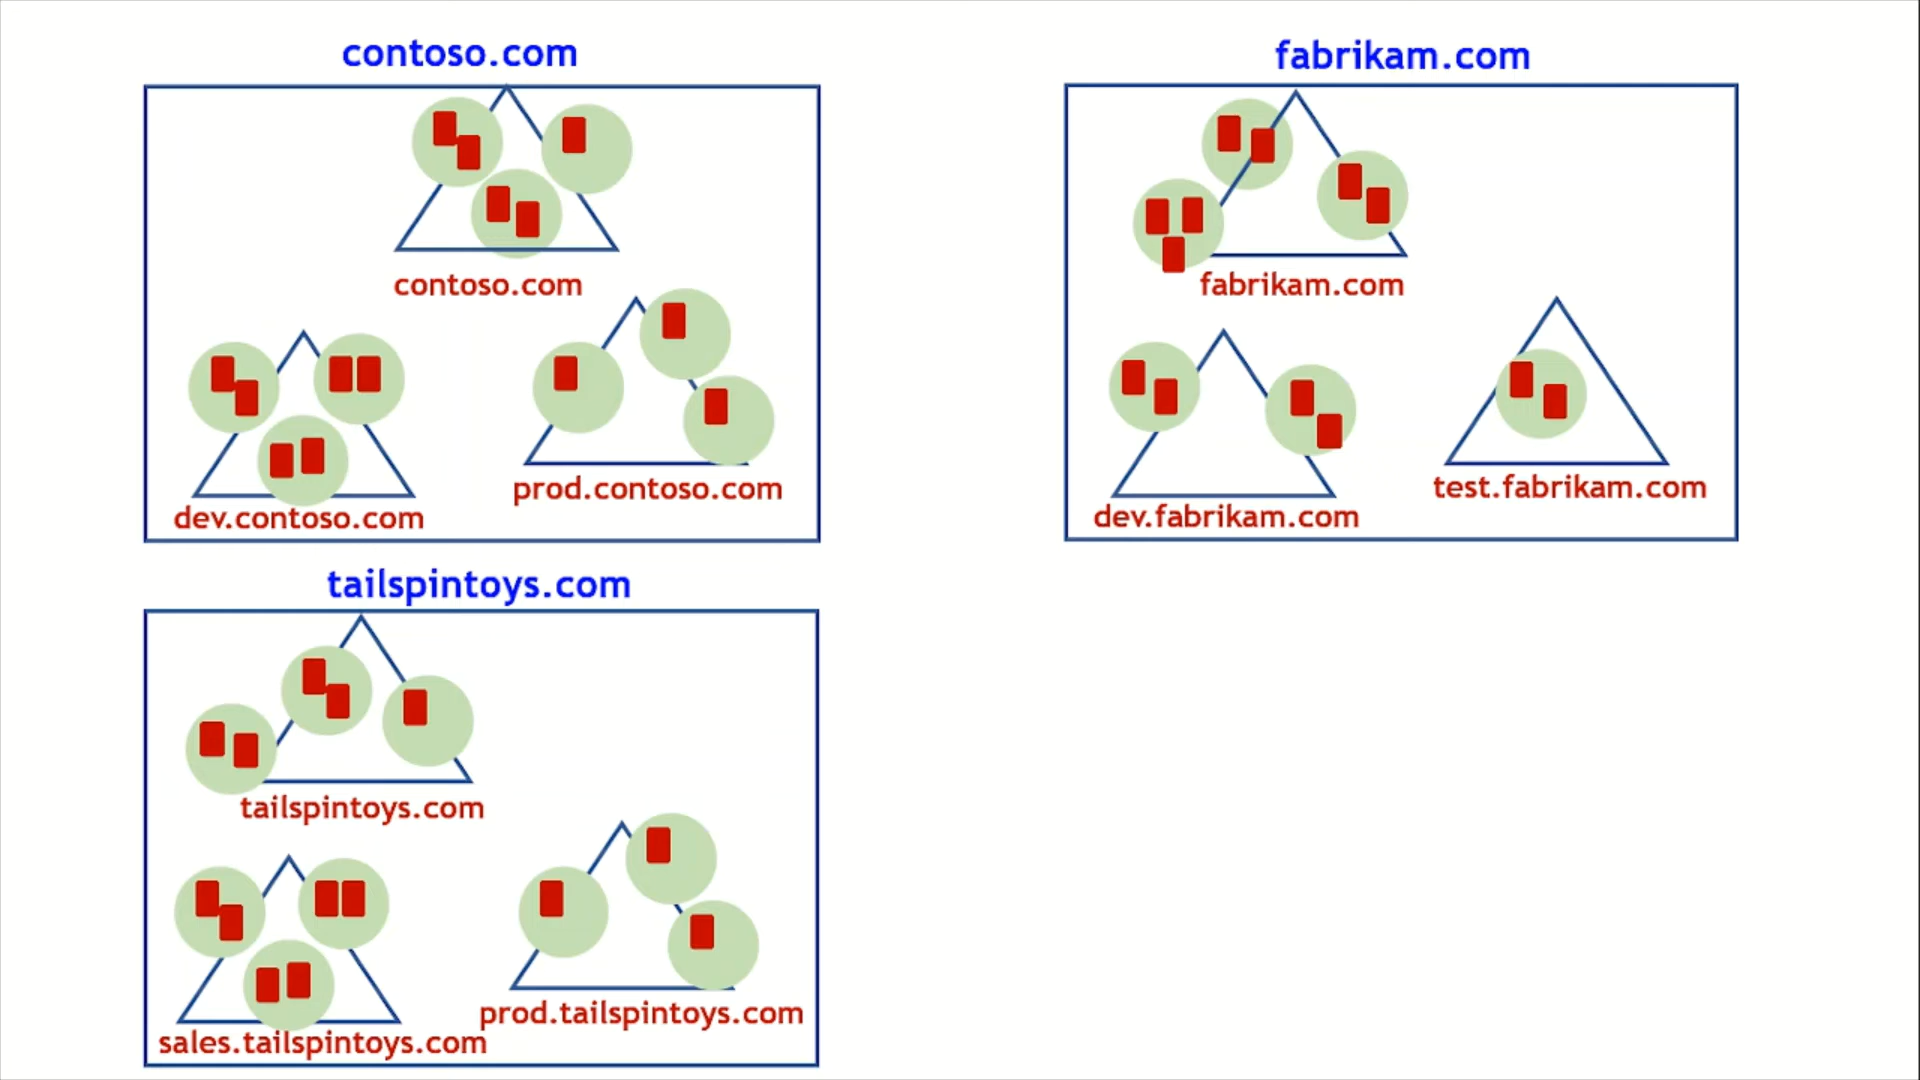 contoso.com
contoso.com
dev.contoso.com
prod.contoso.com
fabrikam.com
fabrikam.com
dev.fabrikam.com
test.fabrikam.com
tailspintoys.com
tailspintoys.com
sales.tailspintoys.com
prod.tailspintoys.com